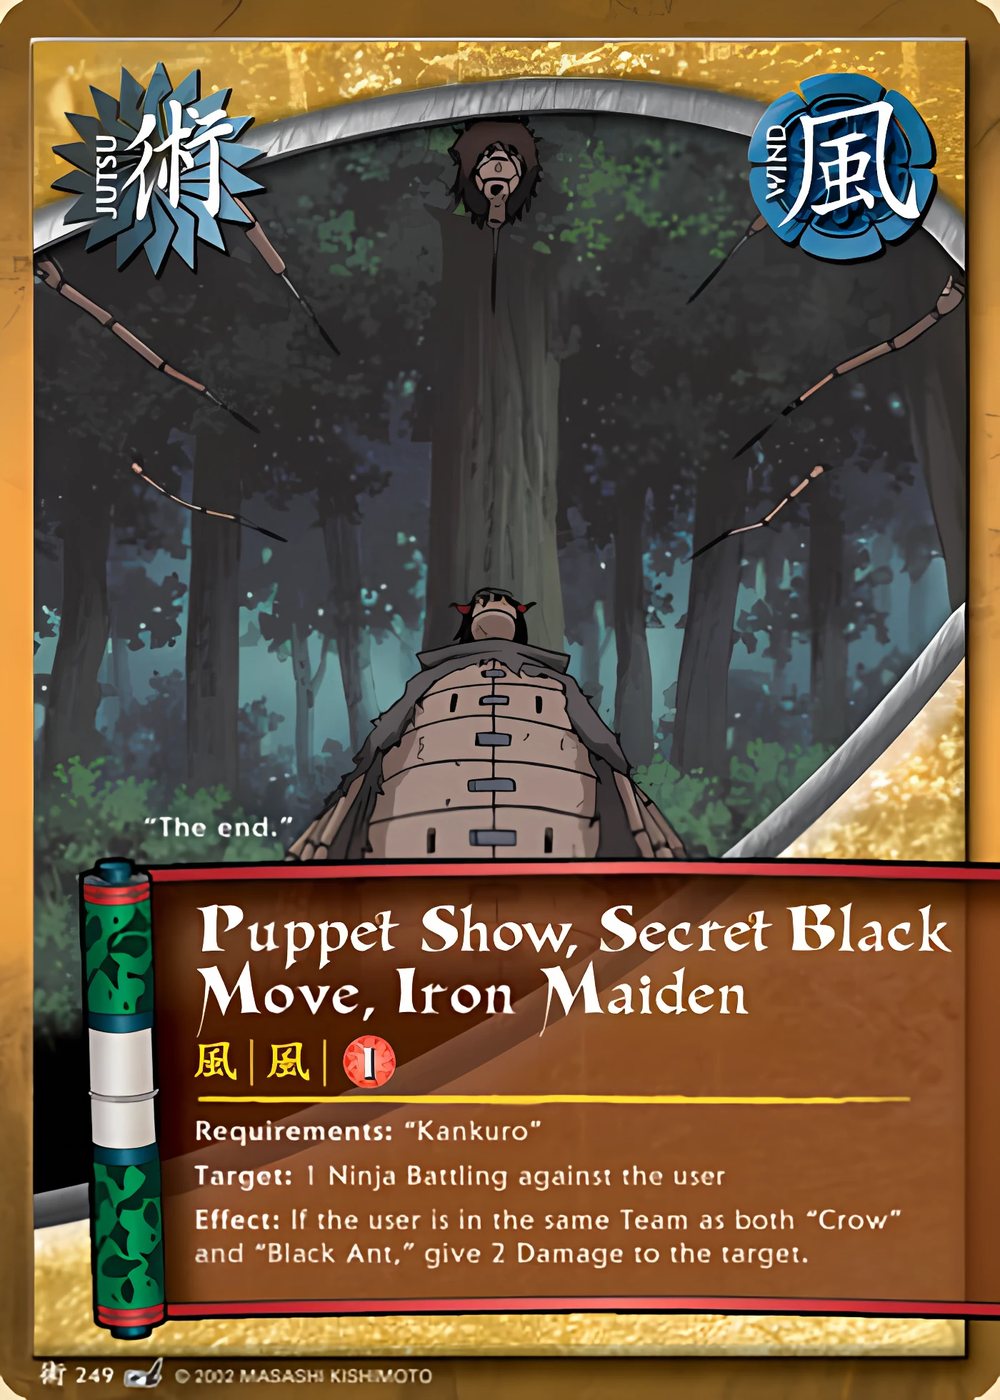 JUTSU
術
WIND
風
“The end.”
Puppet Show, Secret Black
Move, Iron Maiden
風 | 風 | 1
Requirements: “Kankuro”
Target: 1 Ninja Battling against the user
Effect: If the user is in the same Team as both “Crow”
and “Black Ant,” give 2 Damage to the target.
術 249 © 2002 MASASHI KISHIMOTO